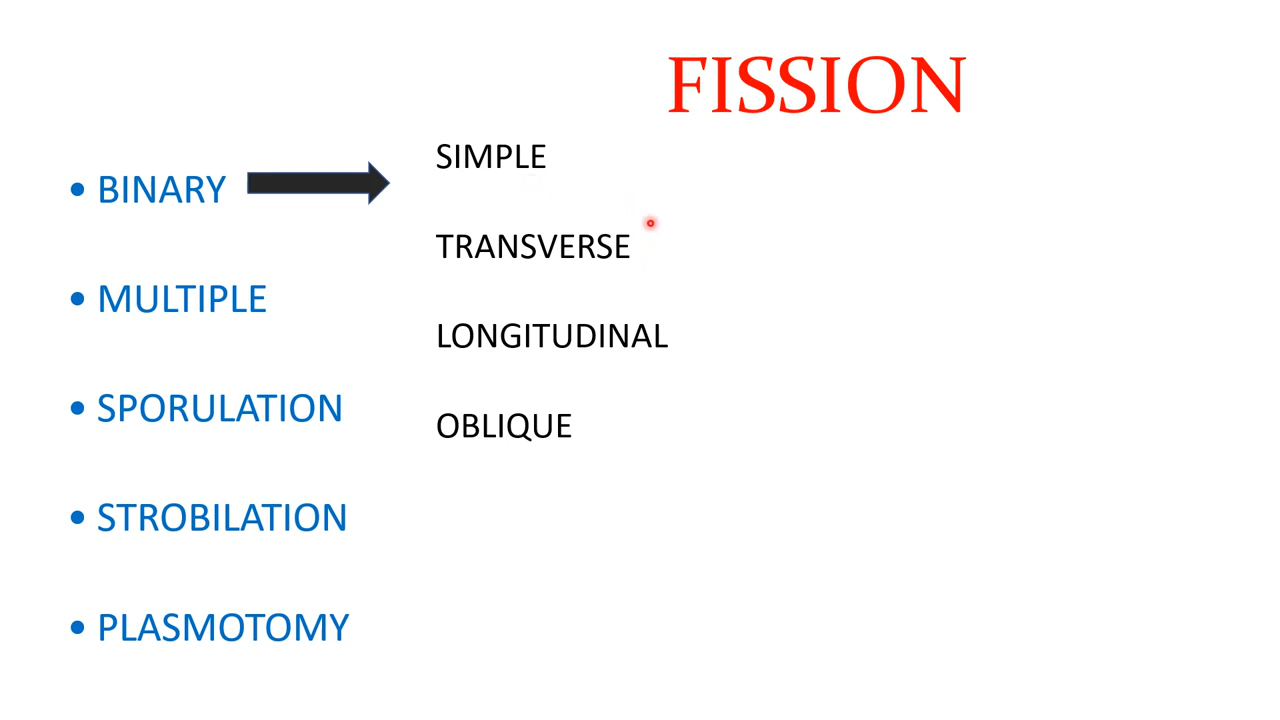 FISSION
• BINARY
• MULTIPLE
• SPORULATION
• STROBILATION
• PLASMOTOMY
SIMPLE
TRANSVERSE
LONGITUDINAL
OBLIQUE